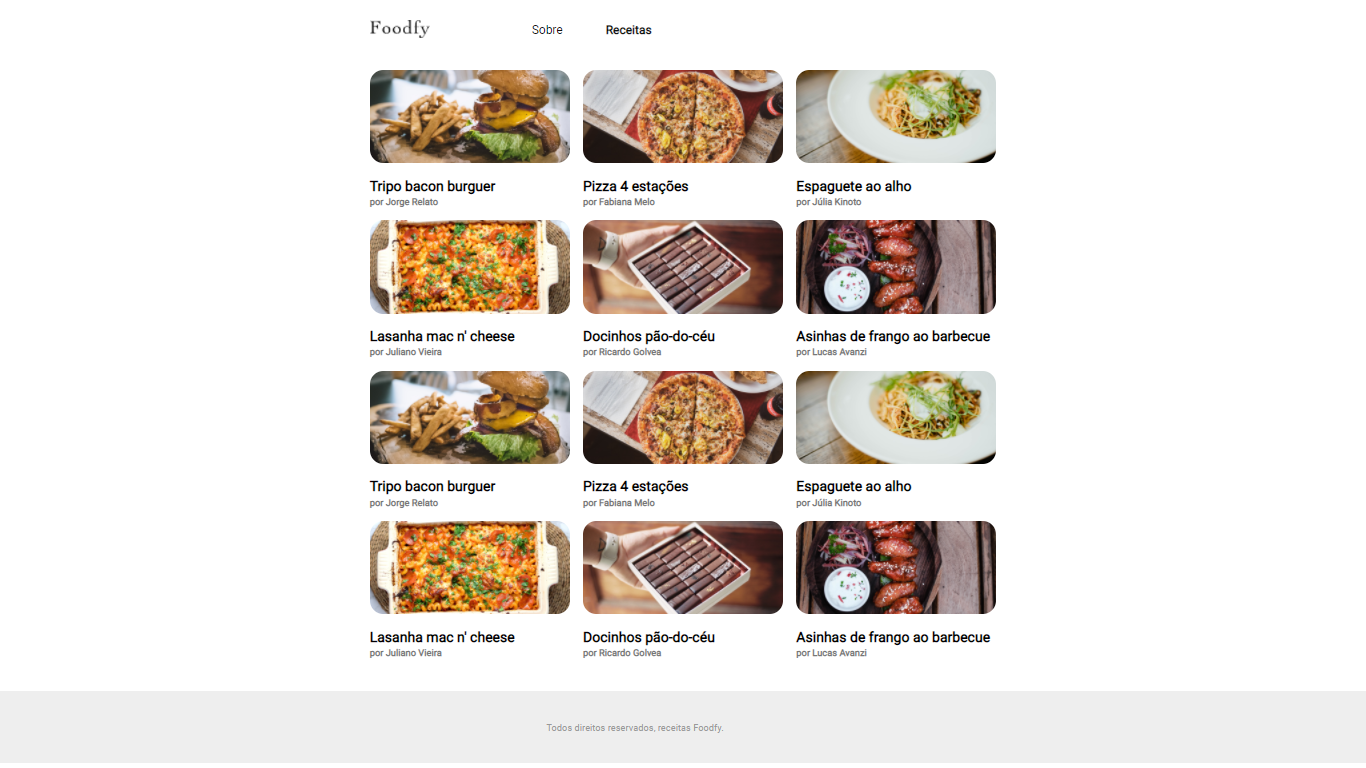 Foodfy
Sobre
Receitas
Tripo bacon burguer
por Jorge Relato
Pizza 4 estações
por Fabiana Melo
Espaguete ao alho
por Júlia Kinoto
Lasanha mac n' cheese
por Juliano Vieira
Docinhos pão-do-céu
por Ricardo Golvea
Asinhas de frango ao barbecue
por Lucas Avanzi
Tripo bacon burguer
por Jorge Relato
Pizza 4 estações
por Fabiana Melo
Espaguete ao alho
por Júlia Kinoto
Lasanha mac n' cheese
por Juliano Vieira
Docinhos pão-do-céu
por Ricardo Golvea
Asinhas de frango ao barbecue
por Lucas Avanzi
Todos direitos reservados, receitas Foodfy.